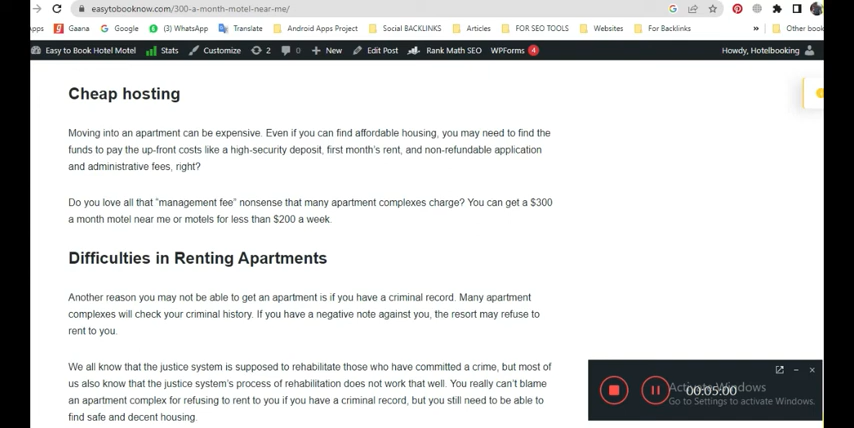 easytobooknow.com/300-a-month-motel-near-me/
Apps
Gaana
Google
(3) WhatsApp
Translate
Android Apps Project
Social BACKLINKS
Articles
FOR SEO TOOLS
Websites
For Backlinks
»
Other book
Easy to Book Hotel Motel
Stats
Customize
2
0
+ New
Edit Post
Rank Math SEO
WPForms 4
Howdy, Hotelbooking
Cheap hosting
Moving into an apartment can be expensive. Even if you can find affordable housing, you may need to find the
funds to pay the up-front costs like a high-security deposit, first month's rent, and non-refundable application
and administrative fees, right?
Do you love all that "management fee" nonsense that many apartment complexes charge? You can get a $300
a month motel near me or motels for less than $200 a week.
Difficulties in Renting Apartments
Another reason you may not be able to get an apartment is if you have a criminal record. Many apartment
complexes will check your criminal history. If you have a negative note against you, the resort may refuse to
rent to you.
We all know that the justice system is supposed to rehabilitate those who have committed a crime, but most of
us also know that the justice system's process of rehabilitation does not work that well. You really can't blame
an apartment complex for refusing to rent to you if you have a criminal record, but you still need to be able to
find safe and decent housing.
Activate Windows
00:05:00
Go to Settings to activate Windows.